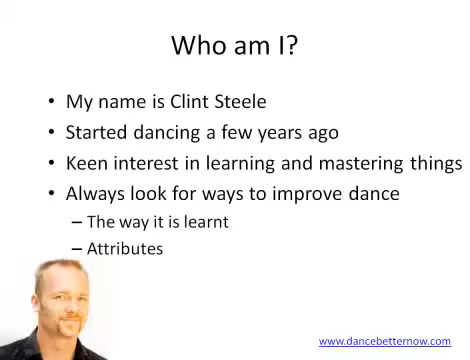 Who am I?
• My name is Clint Steele
• Started dancing a few years ago
• Keen interest in learning and mastering things
• Always look for ways to improve dance
– The way it is learnt
– Attributes
www.dancebetternow.com